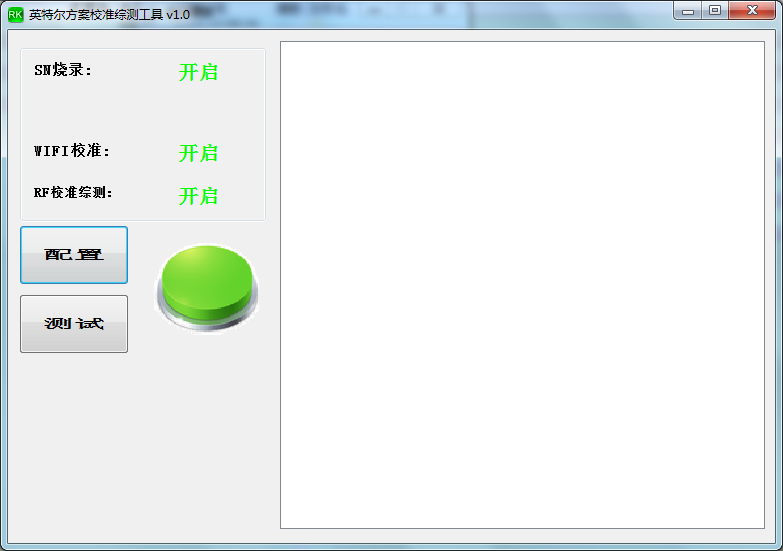 RK 英特尔方案校准综测工具 v1.0
SN烧录: 开启
WIFI校准: 开启
RF校准综测: 开启
配 置
测 试